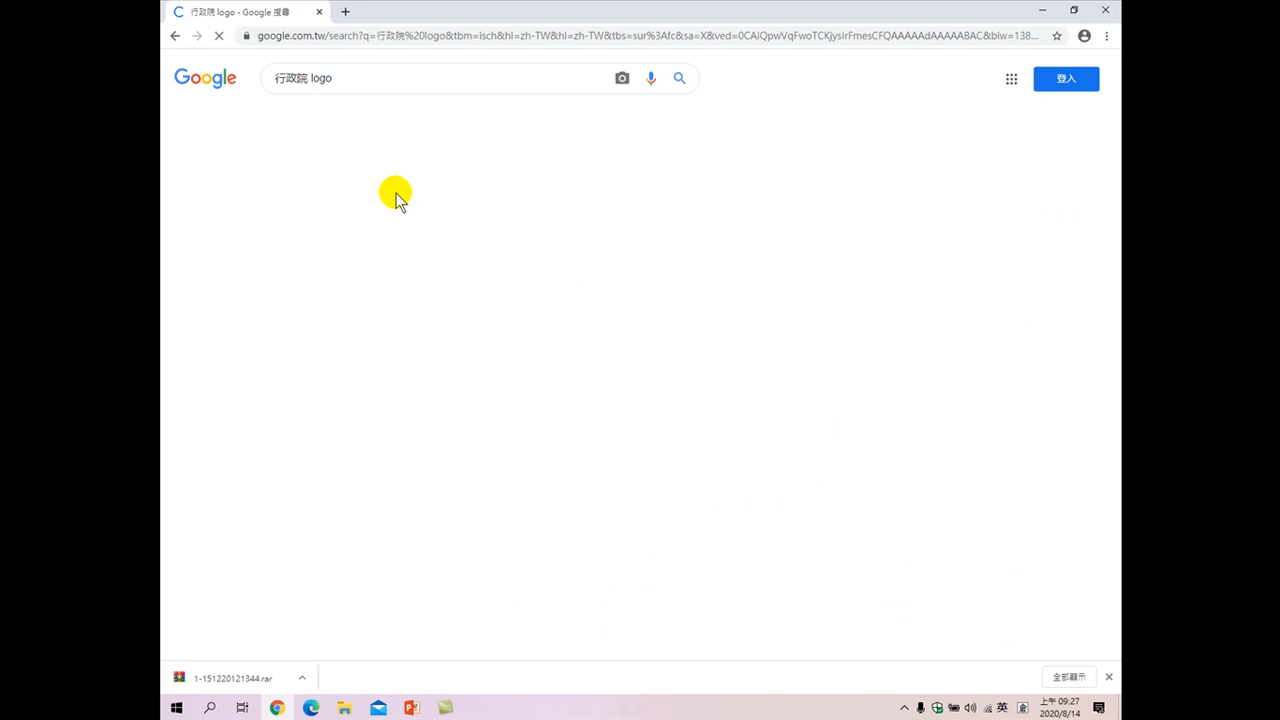 行政院 logo - Google 搜尋
google.com.tw/search?q=行政院%20logo&tbm=isch&hl=zh-TW&hl=zh-TW&tbs=sur%3Afc&sa=X&ved=0CAIQpwVqFwoTCKjysIrFmesCFQAAAAAdAAAAABAC&biw=138...
Google
行政院 logo
登入
1-151220121344.rar
全部顯示
英
上午 09:27
2020/8/14